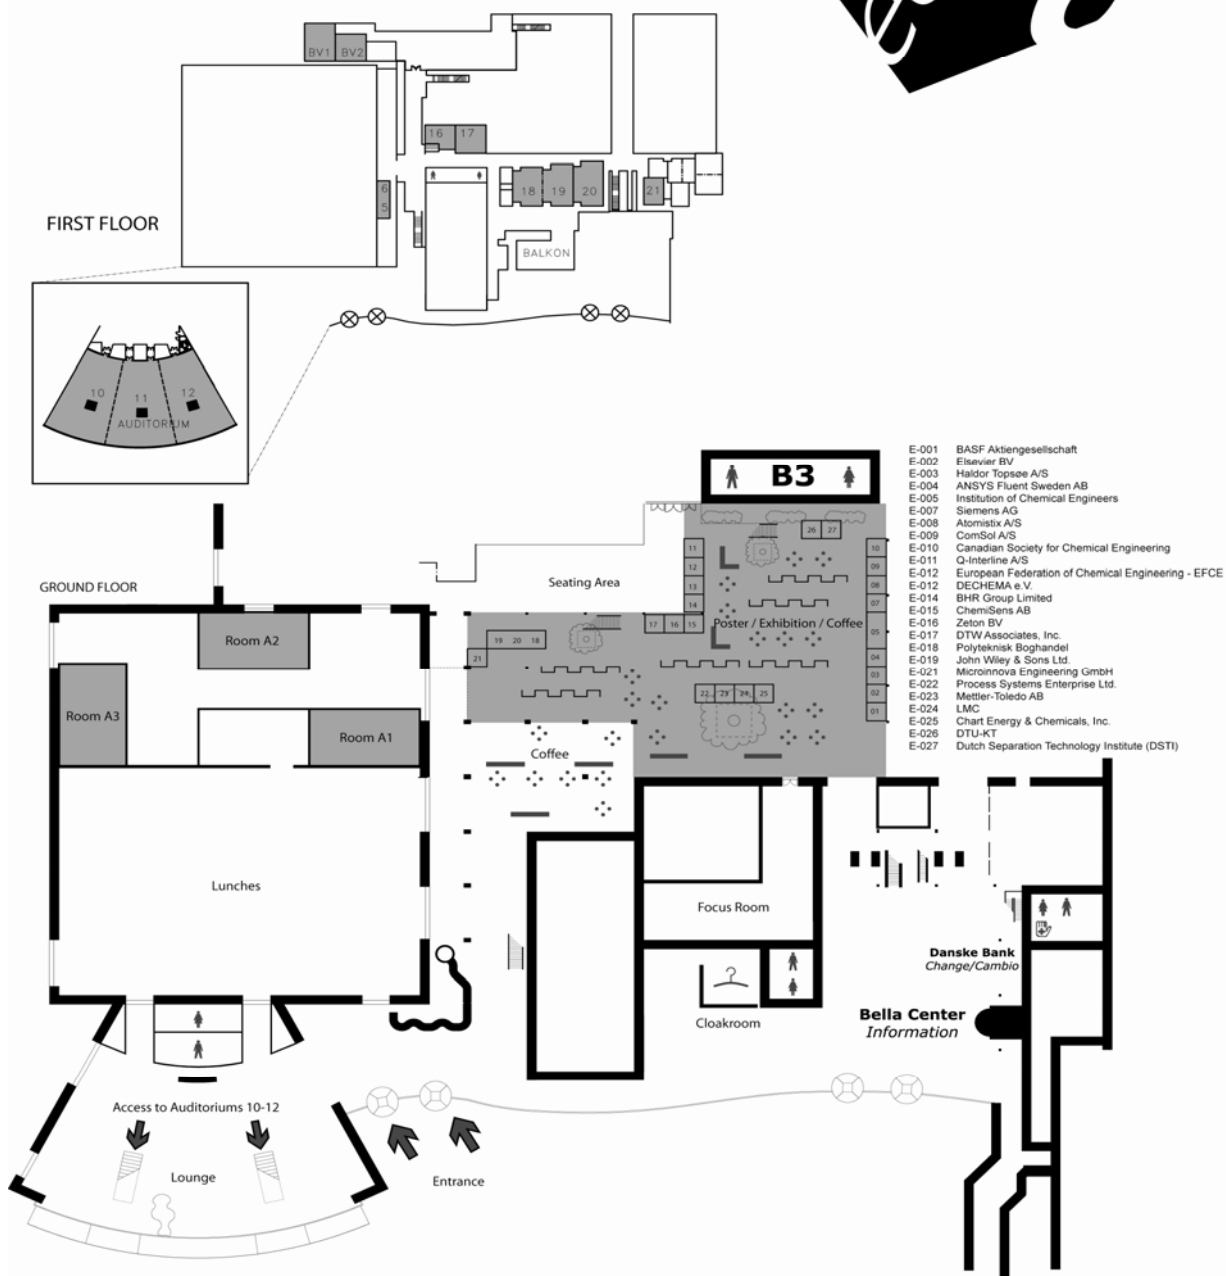 BV1 BV2
16 17
6
5
18 19 20 21
FIRST FLOOR
BALKON
10 11 12
AUDITORIUM
B3
E-001 BASF Aktiengesellschaft
E-002 Elsevier BV
E-003 Haldor Topsøe A/S
E-004 ANSYS Fluent Sweden AB
E-005 Institution of Chemical Engineers
E-007 Siemens AG
E-008 Atomistix A/S
E-009 ComSol A/S
E-010 Canadian Society for Chemical Engineering
E-011 Q-Interline A/S
E-012 European Federation of Chemical Engineering - EFCE
E-012 DECHEMA e.V.
E-014 BHR Group Limited
E-015 ChemiSens AB
E-016 Zeton BV
E-017 DTW Associates, Inc.
E-018 Polyteknisk Boghandel
E-019 John Wiley & Sons Ltd.
E-021 Microinnova Engineering GmbH
E-022 Process Systems Enterprise Ltd.
E-023 Mettler-Toledo AB
E-024 LMC
E-025 Chart Energy & Chemicals, Inc.
E-026 DTU-KT
E-027 Dutch Separation Technology Institute (DSTI)
26 27
11
12
13
14
10
09
08
07
05
04
03
02
01
GROUND FLOOR
Seating Area
17 16 15
Poster / Exhibition / Coffee
19 20 18
21
22 23 24 25
Room A2
Room A3
Room A1
Coffee
Lunches
Focus Room
Danske Bank
Change/Cambio
Cloakroom
Bella Center
Information
Access to Auditoriums 10-12
Lounge
Entrance